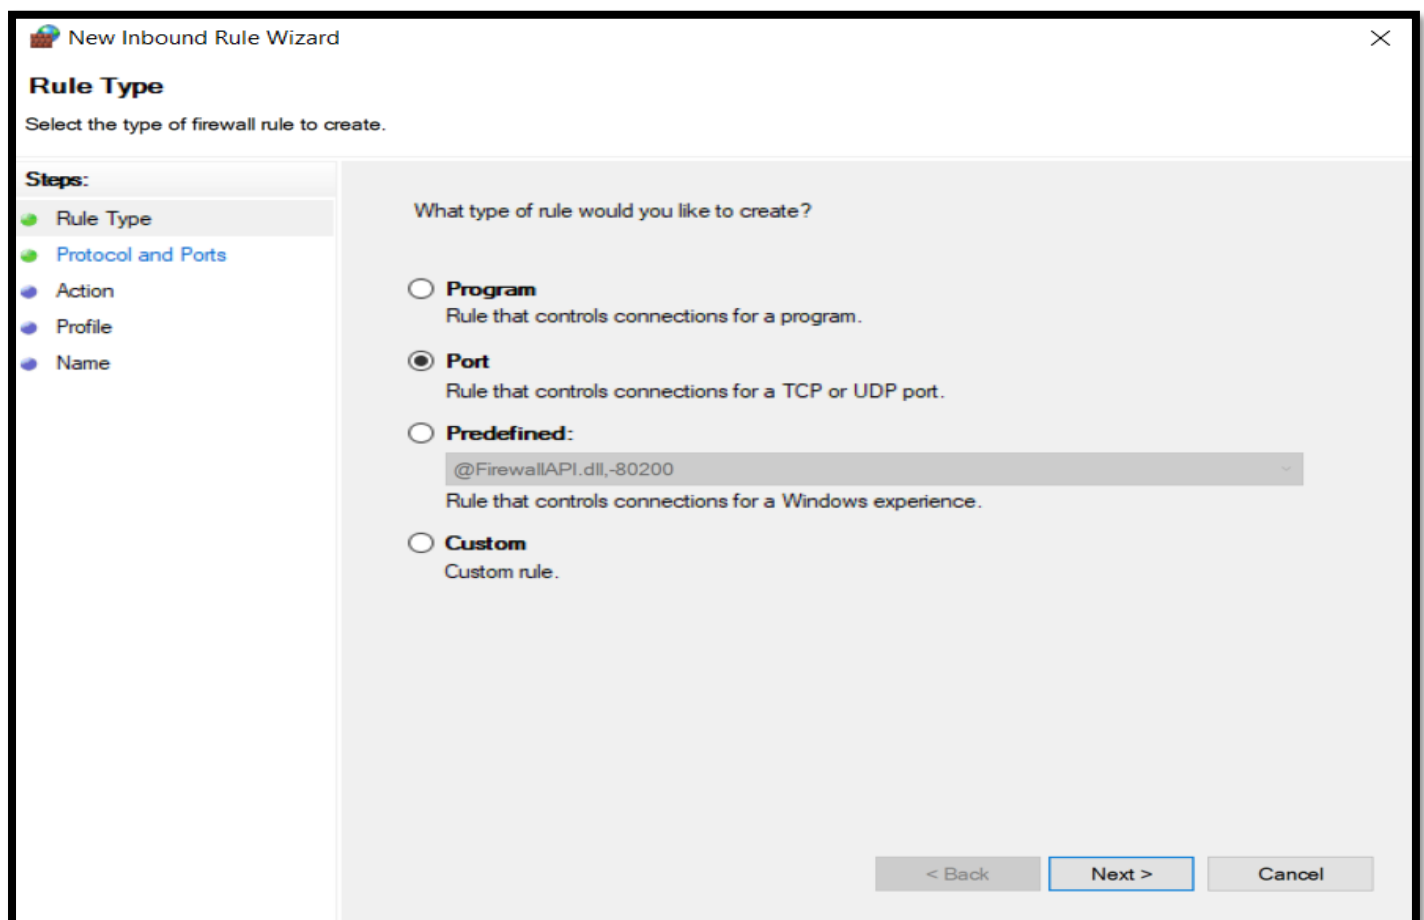 New Inbound Rule Wizard
Rule Type
Select the type of firewall rule to create.
Steps:
Rule Type
Protocol and Ports
Action
Profile
Name
What type of rule would you like to create?
Program
Rule that controls connections for a program.
Port
Rule that controls connections for a TCP or UDP port.
Predefined:
@FirewallAPI.dll,-80200
Rule that controls connections for a Windows experience.
Custom
Custom rule.
< Back
Next >
Cancel